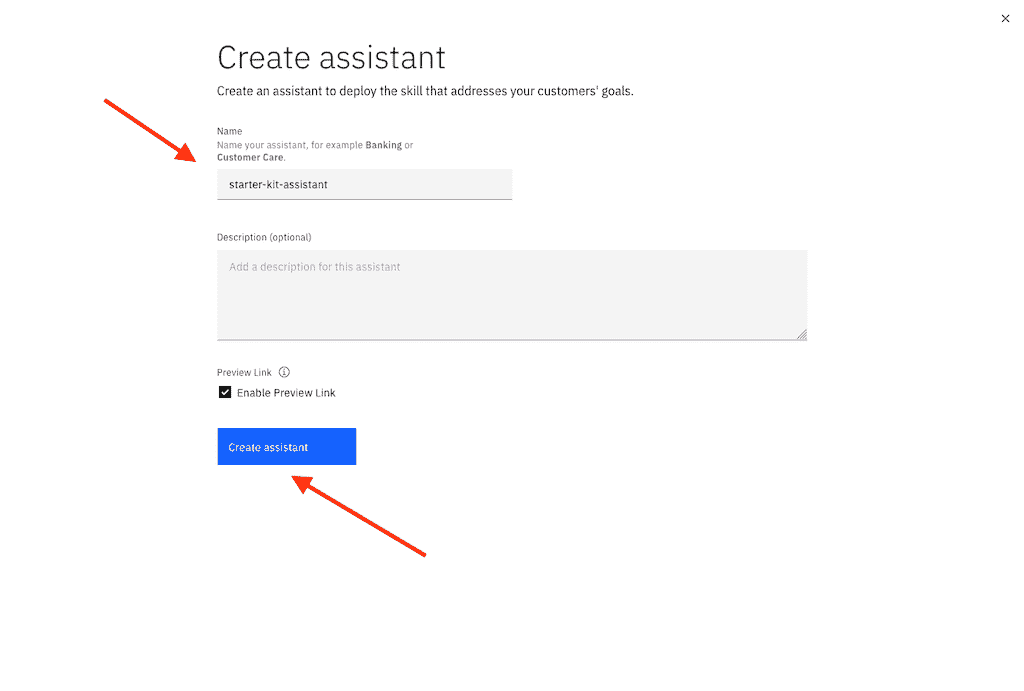 Create assistant
Create an assistant to deploy the skill that addresses your customers' goals.
Name
Name your assistant, for example Banking or
Customer Care.
starter-kit-assistant
Description (optional)
Add a description for this assistant
Preview Link
Enable Preview Link
Create assistant